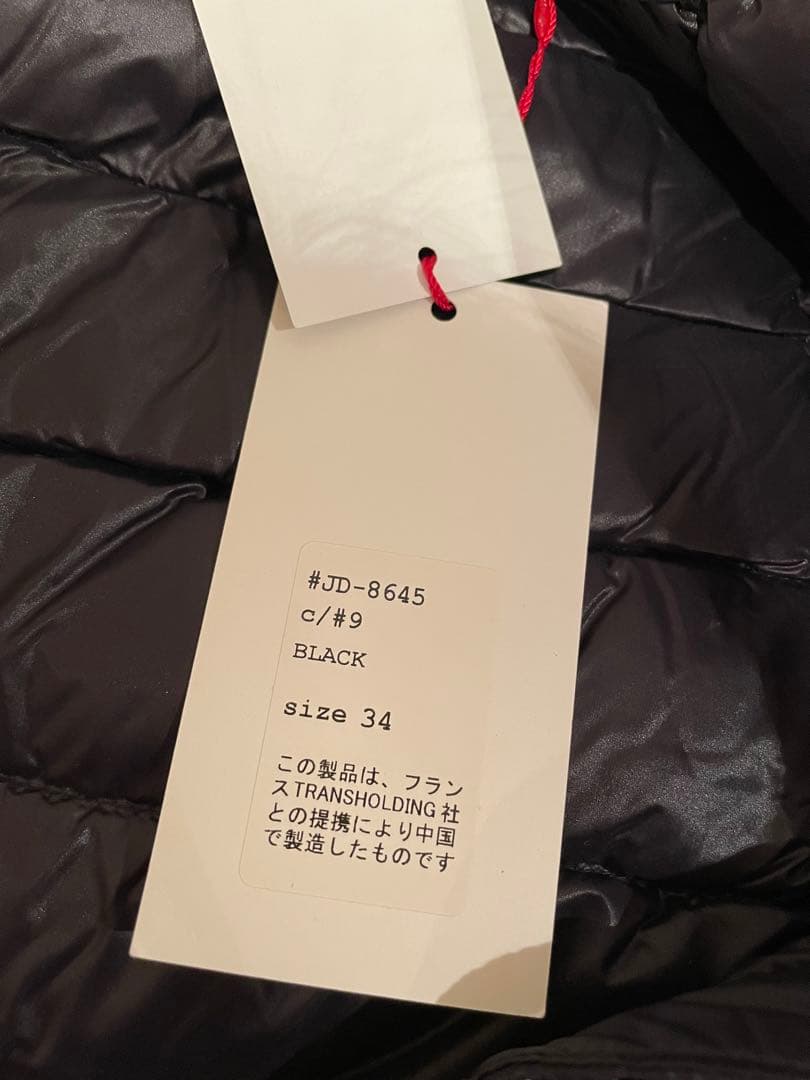 #JD-8645
c/#9
BLACK
size 34
この製品は、フラン
スTRANSHOLDING社
との提携により中国
で製造したものです